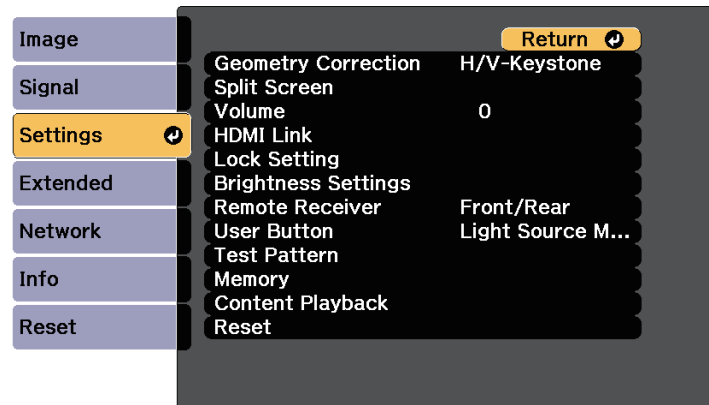 Image
Signal
Settings
Extended
Network
Info
Reset
Return
Geometry Correction H/V-Keystone
Split Screen
Volume 0
HDMI Link
Lock Setting
Brightness Settings
Remote Receiver Front/Rear
User Button Light Source M...
Test Pattern
Memory
Content Playback
Reset